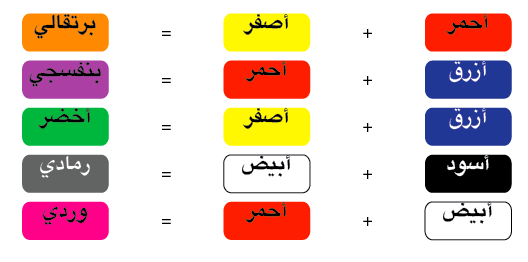 أحمر + أصفر = برتقالي
أزرق + أحمر = بنفسجي
أزرق + أصفر = أخضر
أسود + أبيض = رمادي
أبيض + أحمر = وردي